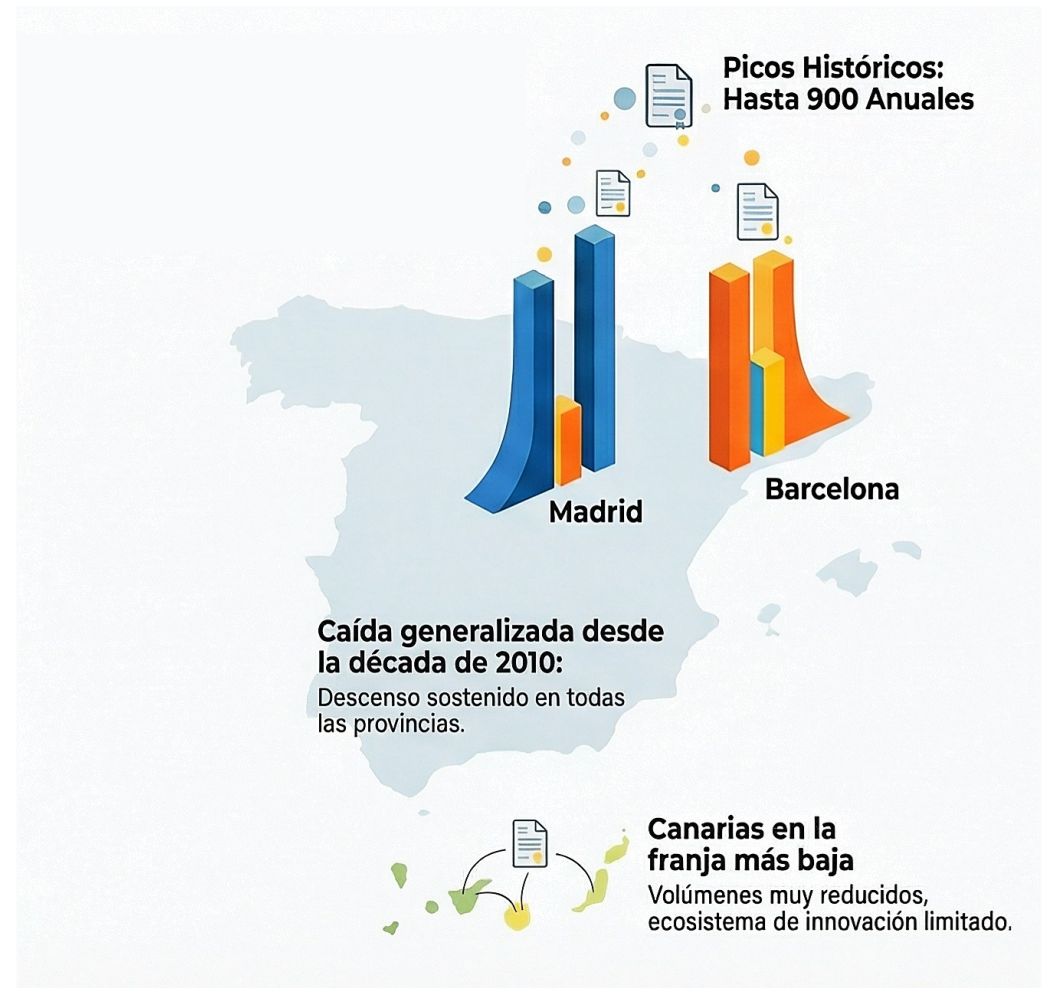 Picos Históricos:
Hasta 900 Anuales
Madrid
Barcelona
Caída generalizada desde
la década de 2010:
Descenso sostenido en todas
las provincias.
Canarias en la
franja más baja
Volúmenes muy reducidos,
ecosistema de innovación limitado.